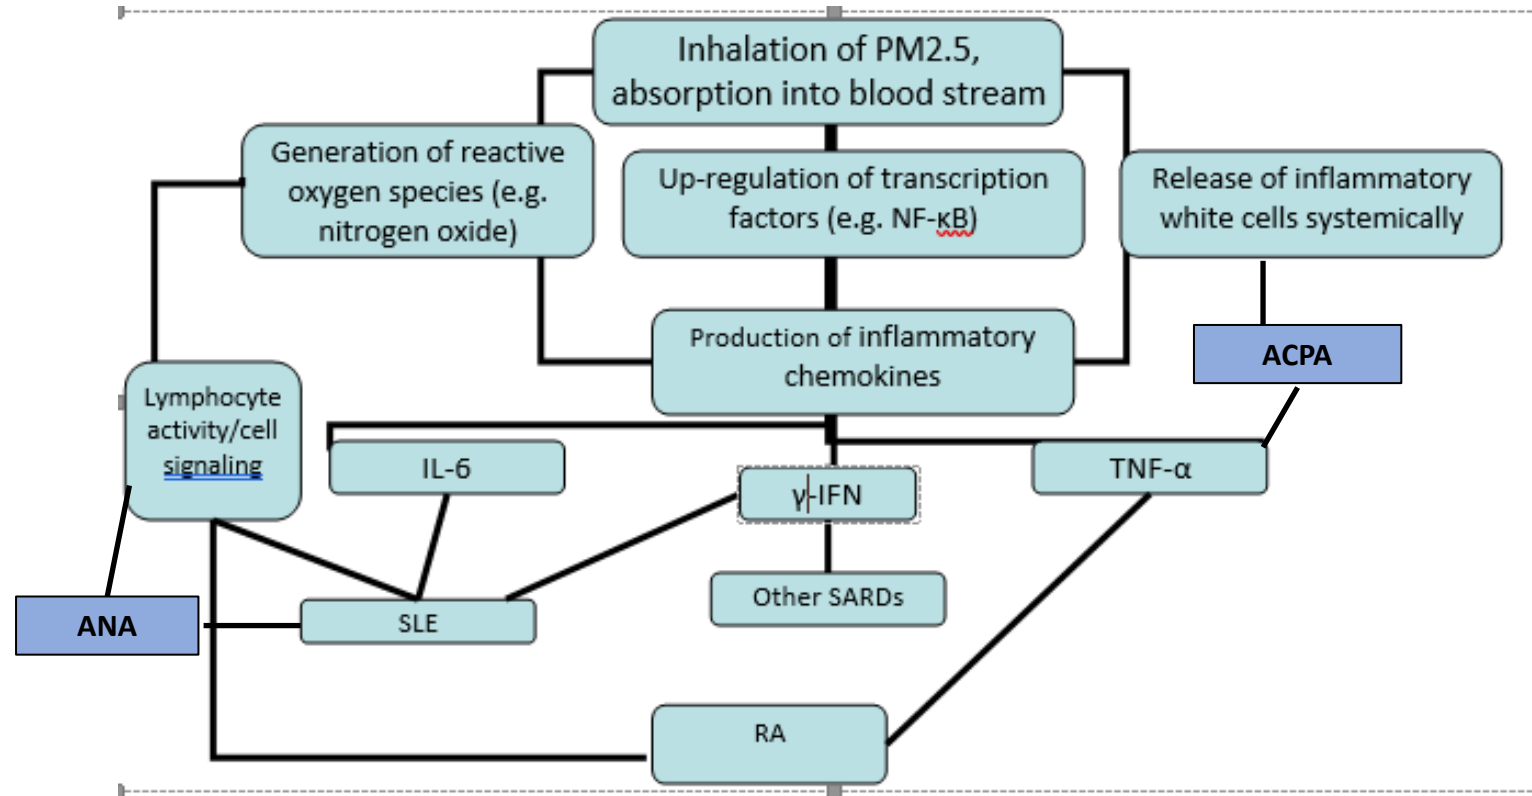 Inhalation of PM2.5,
absorption into blood stream
Generation of reactive
oxygen species (e.g.
nitrogen oxide)
Up-regulation of transcription
factors (e.g. NF-κB)
Release of inflammatory
white cells systemically
Production of inflammatory
chemokines
ACPA
Lymphocyte
activity/cell
signaling
IL-6
γ-IFN
TNF-α
Other SARDs
ANA
SLE
RA